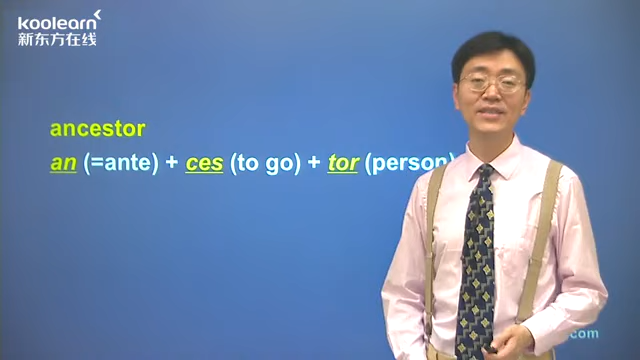 koolearn
新东方在线
ancestor
an (=ante) + ces (to go) + tor (person)
com